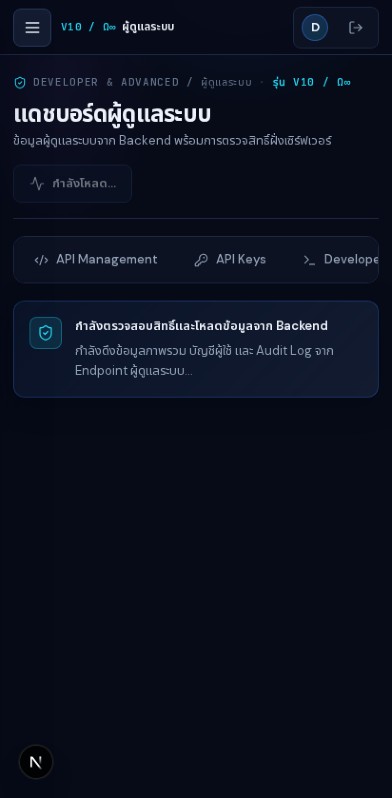 V10 / Ω∞ ผู้ดูแลระบบ
D
DEVELOPER & ADVANCED / ผู้ดูแลระบบ · รุ่น V10 / Ω∞
แดชบอร์ดผู้ดูแลระบบ
ข้อมูลผู้ดูแลระบบจาก Backend พร้อมการตรวจสิทธิ์ฝั่งเซิร์ฟเวอร์
กำลังโหลด...
API Management API Keys Develope
กำลังตรวจสอบสิทธิ์และโหลดข้อมูลจาก Backend
กำลังดึงข้อมูลภาพรวม บัญชีผู้ใช้ และ Audit Log จาก
Endpoint ผู้ดูแลระบบ...
N